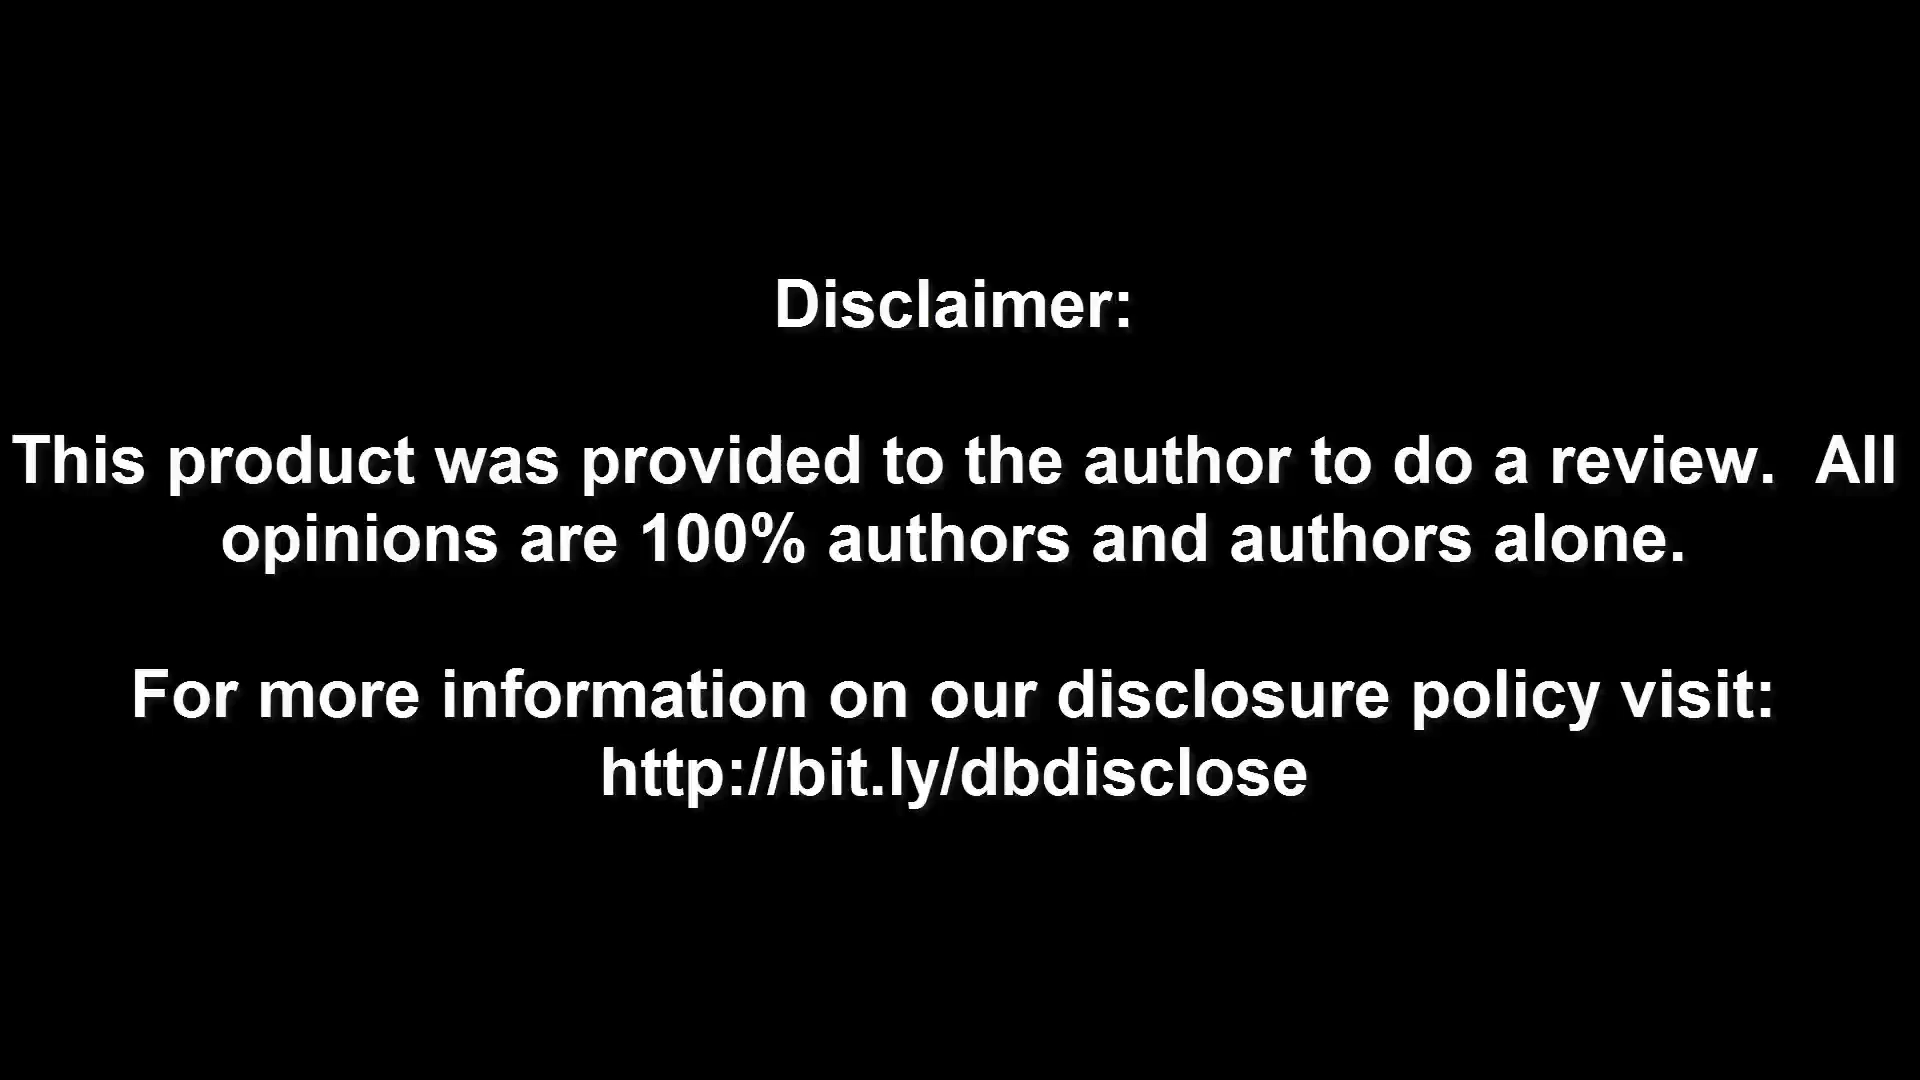 Disclaimer:
This product was provided to the author to do a review.  All
opinions are 100% authors and authors alone.
For more information on our disclosure policy visit:
http://bit.ly/dbdisclose